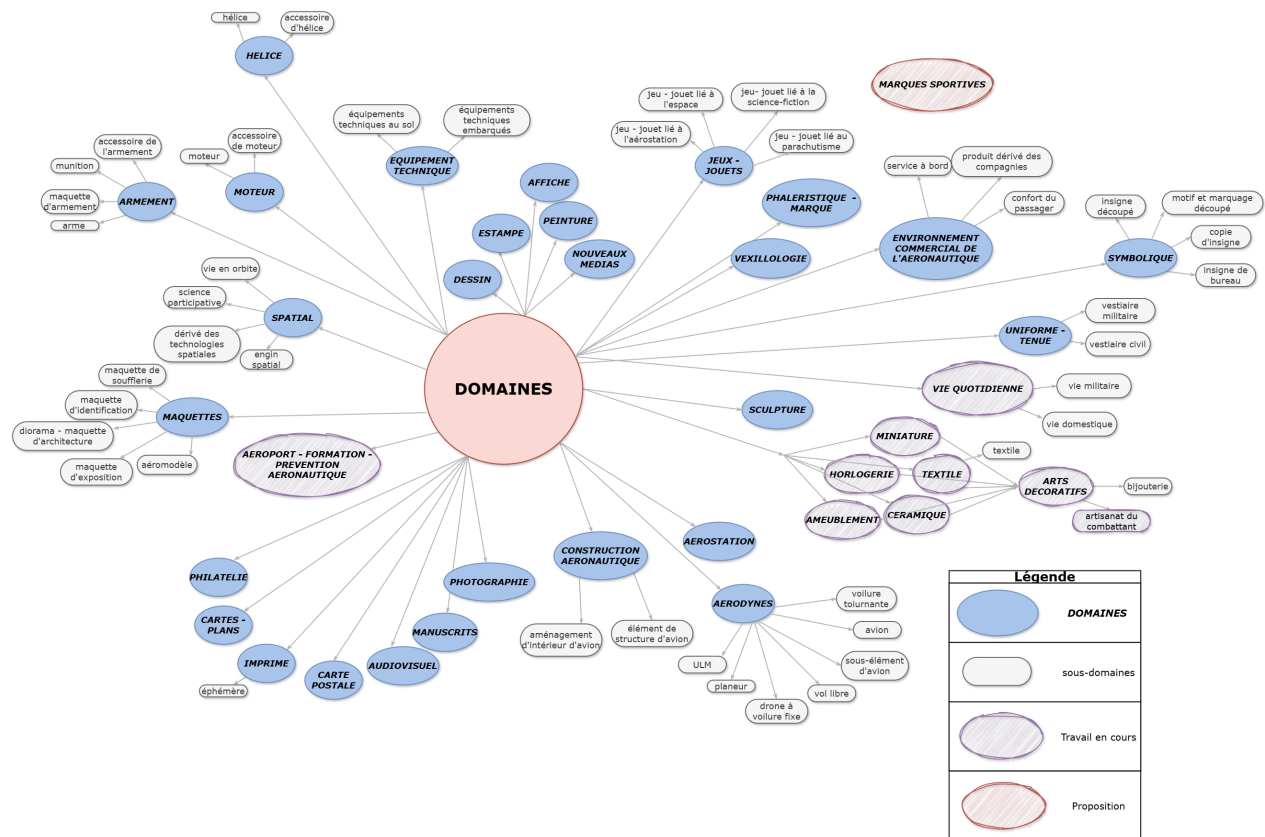 hélice
accessoire
d'hélice
HELICE
MARQUES SPORTIVES
équipements
techniques au sol
équipements
techniques
embarqués
EQUIPEMENT
TECHNIQUE
jeu - jouet lié à
l'espace
jeu- jouet lié à la
science-fiction
jeu - jouet lié à
l'aérostation
jeu - jouet lié au
parachutisme
JEUX -
JOUETS
accessoire de
l'armement
munition
maquette
d'armement
arme
ARMEMENT
moteur
accessoire
de moteur
MOTEUR
AFFICHE
PEINTURE
ESTAMPE
NOUVEAUX
MEDIAS
DESSIN
PHALERISTIQUE -
MARQUE
VEXILLOLOGIE
service à bord
produit dérivé des
compagnies
confort du
passager
ENVIRONNEMENT
COMMERCIAL DE
L'AERONAUTIQUE
insigne
découpé
motif et marquage
découpé
copie
d'insigne
insigne de
bureau
SYMBOLIQUE
vie en orbite
science
participative
dérivé des
technologies
spatiales
engin
spatial
SPATIAL
vestiaire
militaire
vestiaire civil
UNIFORME -
TENUE
DOMAINES
VIE QUOTIDIENNE
vie militaire
vie domestique
maquette de
soufflerie
maquette
d'identification
diorama - maquette
d'architecture
maquette
d'exposition
aéromodèle
MAQUETTES
SCULPTURE
AEROPORT - FORMATION -
PREVENTION
AERONAUTIQUE
MINIATURE
textile
HORLOGERIE
TEXTILE
ARTS
DECORATIFS
bijouterie
AMEUBLEMENT
CERAMIQUE
artisanat du
combattant
AEROSTATION
CONSTRUCTION
AERONAUTIQUE
aménagement
d'intérieur d'avion
élément de
structure d'avion
PHILATELIE
CARTES -
PLANS
IMPRIME
éphémère
CARTE
POSTALE
AUDIOVISUEL
MANUSCRITS
PHOTOGRAPHIE
AERODYNES
voilure
toiurnante
avion
sous-élément
d'avion
vol libre
drone à
voilure fixe
planeur
ULM
Légende
DOMAINES
sous-domaines
Travail en cours
Proposition